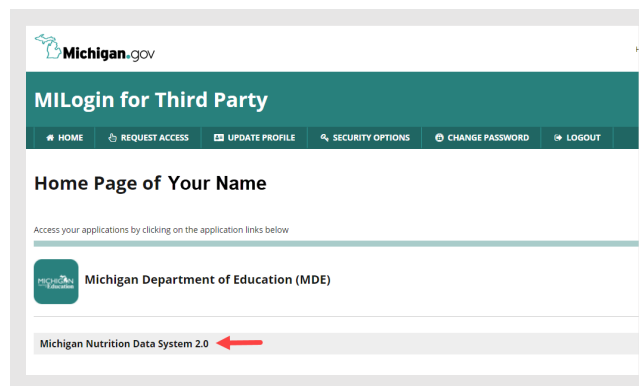 Michigan.gov
H
MILogin for Third Party
HOME REQUEST ACCESS UPDATE PROFILE SECURITY OPTIONS CHANGE PASSWORD LOGOUT
Home Page of Your Name
Access your applications by clicking on the application links below
MICHIGAN
Education
Michigan Department of Education (MDE)
Michigan Nutrition Data System 2.0